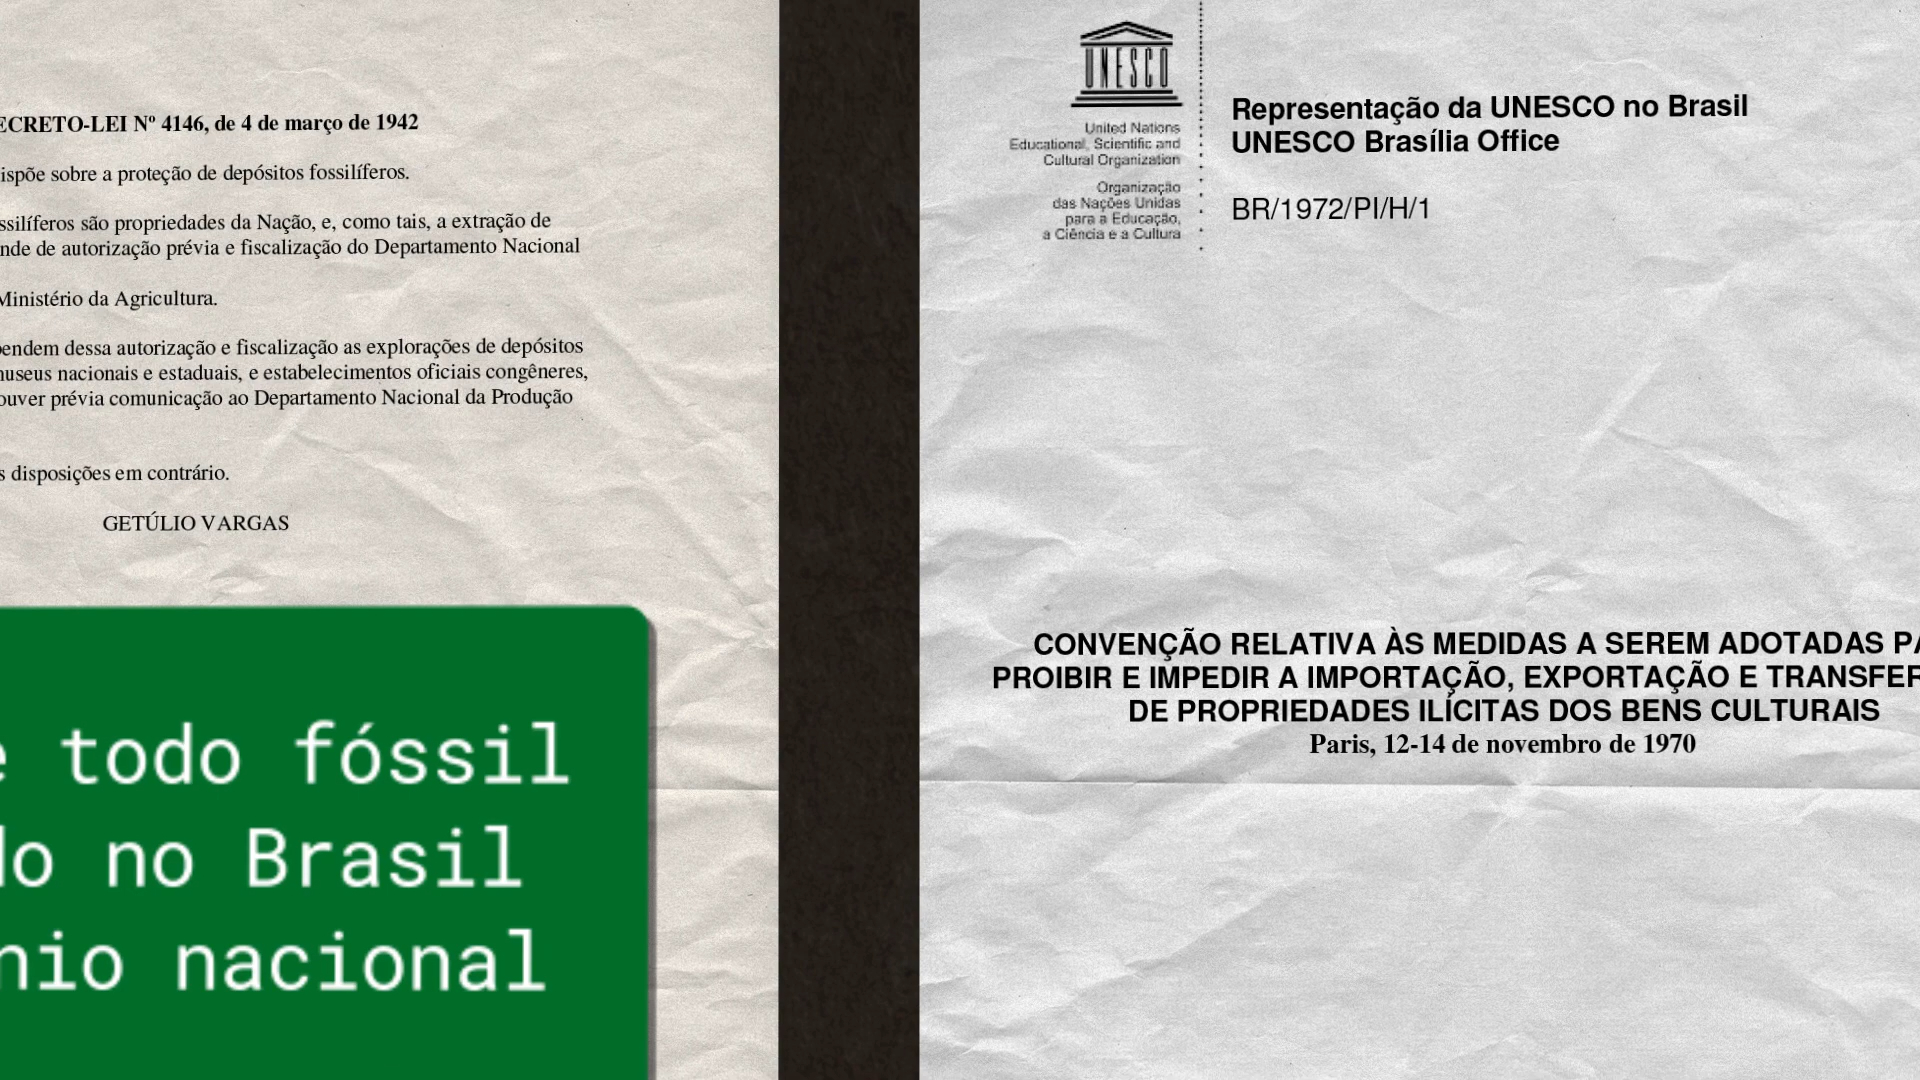 ECRETO-LEI Nº 4146, de 4 de março de 1942
ispõe sobre a proteção de depósitos fossilíferos.
ssilíferos são propriedades da Nação, e, como tais, a extração de
nde de autorização prévia e fiscalização do Departamento Nacional
Ministério da Agricultura.
endem dessa autorização e fiscalização as explorações de depósitos
museus nacionais e estaduais, e estabelecimentos oficiais congêneres,
ouver prévia comunicação ao Departamento Nacional da Produção
s disposições em contrário.
GETÚLIO VARGAS
e todo fóssil
do no Brasil
nio nacional
UNESCO
United Nations
Educational, Scientific and
Cultural Organization
Organização
das Nações Unidas
para a Educação,
a Ciência e a Cultura
Representação da UNESCO no Brasil
UNESCO Brasília Office
BR/1972/PI/H/1
CONVENÇÃO RELATIVA ÀS MEDIDAS A SEREM ADOTADAS PA
PROIBIR E IMPEDIR A IMPORTAÇÃO, EXPORTAÇÃO E TRANSFER
DE PROPRIEDADES ILÍCITAS DOS BENS CULTURAIS
Paris, 12-14 de novembro de 1970